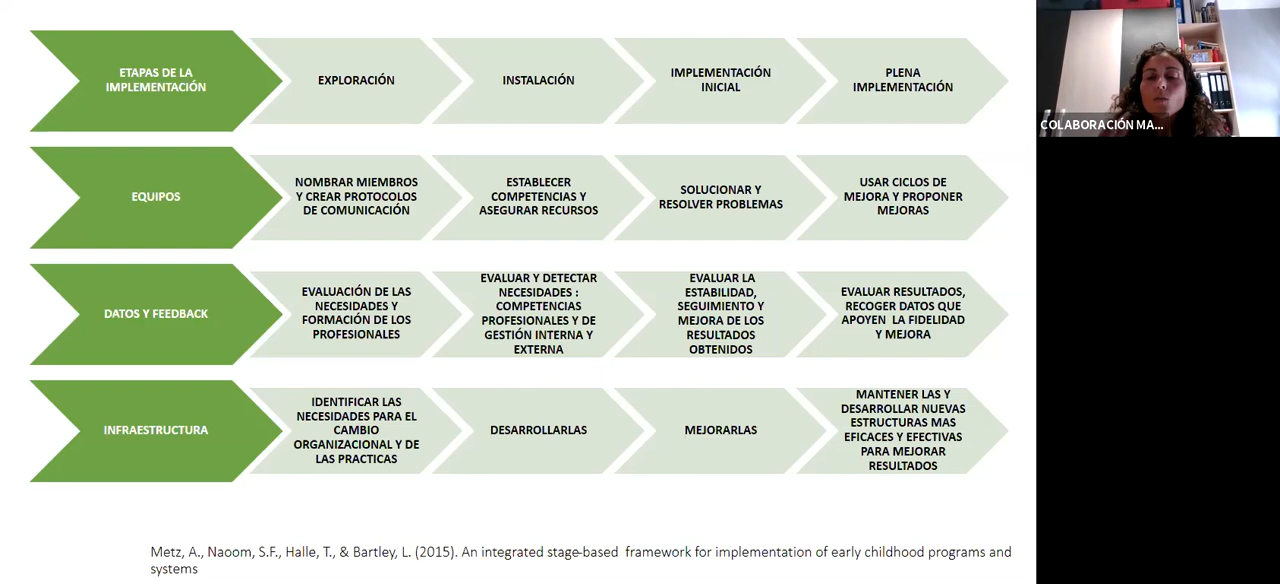 ETAPAS DE LA
IMPLEMENTACIÓN
EXPLORACIÓN
INSTALACIÓN
IMPLEMENTACIÓN
INICIAL
PLENA
IMPLEMENTACIÓN
EQUIPOS
NOMBRAR MIEMBROS
Y CREAR PROTOCOLOS
DE COMUNICACIÓN
ESTABLECER
COMPETENCIAS Y
ASEGURAR RECURSOS
SOLUCIONAR Y
RESOLVER PROBLEMAS
USAR CICLOS DE
MEJORA Y PROPONER
MEJORAS
DATOS Y FEEDBACK
EVALUACIÓN DE LAS
NECESIDADES Y
FORMACIÓN DE LOS
PROFESIONALES
EVALUAR Y DETECTAR
NECESIDADES :
COMPETENCIAS
PROFESIONALES Y DE
GESTIÓN INTERNA Y
EXTERNA
EVALUAR LA
ESTABILIDAD,
SEGUIMIENTO Y
MEJORA DE LOS
RESULTADOS
OBTENIDOS
EVALUAR RESULTADOS,
RECOGER DATOS QUE
APOYEN LA FIDELIDAD
Y MEJORA
INFRAESTRUCTURA
IDENTIFICAR LAS
NECESIDADES PARA EL
CAMBIO
ORGANIZACIONAL Y DE
LAS PRACTICAS
DESARROLLARLAS
MEJORARLAS
MANTENER LAS Y
DESARROLLAR NUEVAS
ESTRUCTURAS MAS
EFICACES Y EFECTIVAS
PARA MEJORAR
RESULTADOS
Metz, A., Naoom, S.F., Halle, T., & Bartley, L. (2015). An integrated stage-based framework for implementation of early childhood programs and
systems
COLABORACIÓN MA...